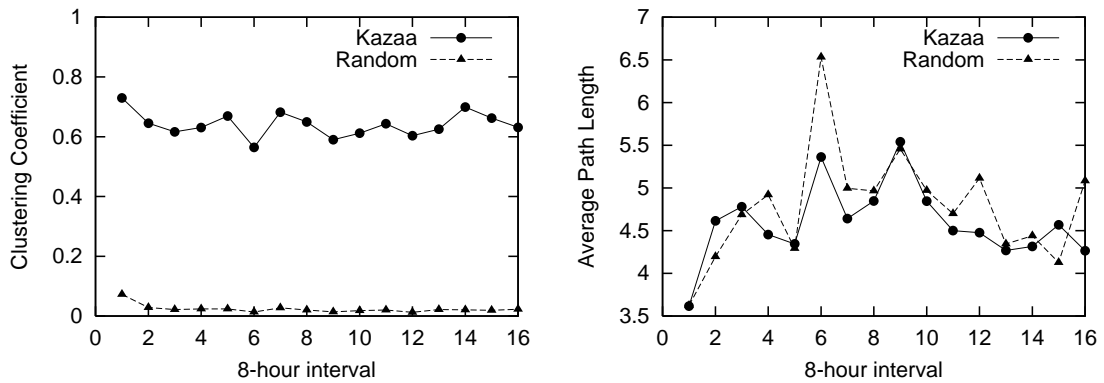 1
0.8
0.6
0.4
0.2
0
0 2 4 6 8 10 12 14 16
Clustering Coefficient
8-hour interval
Kazaa
Random
7
6.5
6
5.5
5
4.5
4
3.5
0 2 4 6 8 10 12 14 16
Average Path Length
8-hour interval
Kazaa
Random